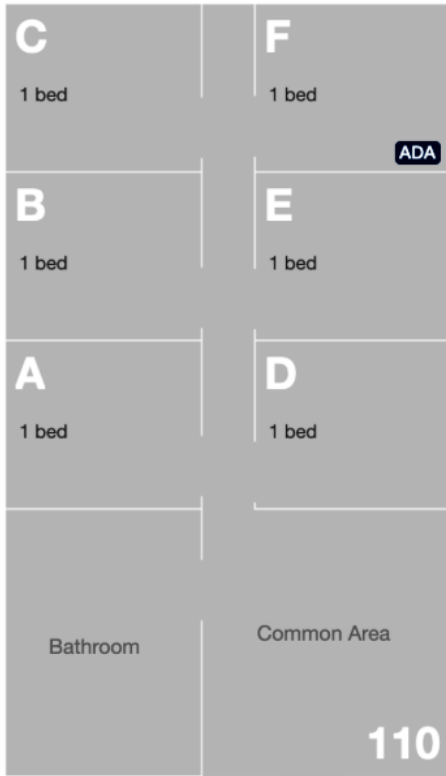 C
1 bed
F
1 bed
ADA
B
1 bed
E
1 bed
A
1 bed
D
1 bed
Bathroom
Common Area
110